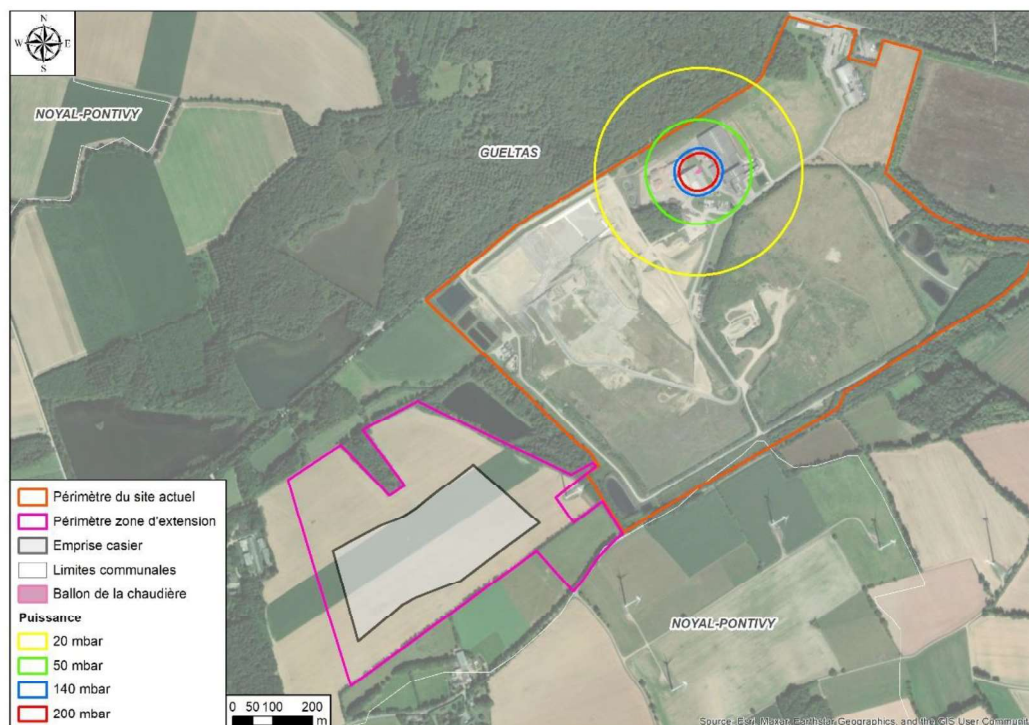 N
W E
S
NOYAL-PONTIVY
GUELTAS
NOYAL-PONTIVY
Périmètre du site actuel
Périmètre zone d'extension
Emprise casier
Limites communales
Ballon de la chaudière
Puissance
20 mbar
50 mbar
140 mbar
200 mbar
0 50 100 200
m
Source: Esri, Maxar, Earthstar Geographics, and the GIS User Communit